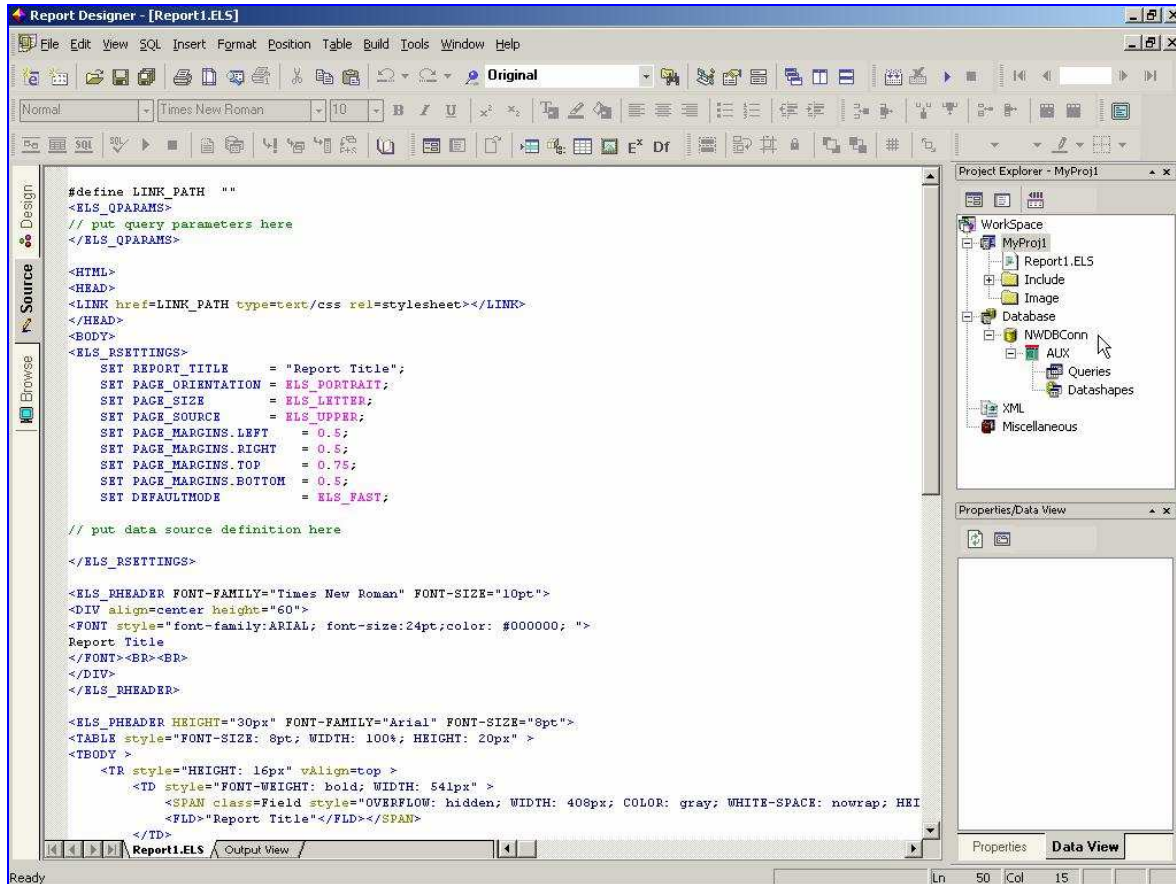 Report Designer - [Report1.ELS]
File Edit View SQL Insert Format Position Table Build Tools Window Help
Original
Normal Times New Roman 10 B I U x² x₂
SQL SQL F+S Eˣ Df
Design
Source
Browse
#define LINK_PATH ""
<ELS_QPARAMS>
// put query parameters here
</ELS_QPARAMS>
<HTML>
<HEAD>
<LINK href=LINK_PATH type=text/css rel=stylesheet></LINK>
</HEAD>
<BODY>
<ELS_RSETTINGS>
SET REPORT_TITLE = "Report Title";
SET PAGE_ORIENTATION = ELS_PORTRAIT;
SET PAGE_SIZE = ELS_LETTER;
SET PAGE_SOURCE = ELS_UPPER;
SET PAGE_MARGINS.LEFT = 0.5;
SET PAGE_MARGINS.RIGHT = 0.5;
SET PAGE_MARGINS.TOP = 0.75;
SET PAGE_MARGINS.BOTTOM = 0.5;
SET DEFAULTMODE = ELS_FAST;
// put data source definition here
</ELS_RSETTINGS>
<ELS_RHEADER FONT-FAMILY="Times New Roman" FONT-SIZE="10pt">
<DIV align=center height="60">
<FONT style="font-family:ARIAL; font-size:24pt;color: #000000; ">
Report Title
</FONT><BR><BR>
</DIV>
</ELS_RHEADER>
<ELS_PHEADER HEIGHT="30px" FONT-FAMILY="Arial" FONT-SIZE="8pt">
<TABLE style="FONT-SIZE: 8pt; WIDTH: 100%; HEIGHT: 20px" >
<TBODY >
<TR style="HEIGHT: 16px" vAlign=top >
<TD style="FONT-WEIGHT: bold; WIDTH: 541px" >
<SPAN class=Field style="OVERFLOW: hidden; WIDTH: 408px; COLOR: gray; WHITE-SPACE: nowrap; HEI
<FLD>"Report Title"</FLD></SPAN>
</TD>
Report1.ELS Output View
Project Explorer - MyProj1
WorkSpace
MyProj1
Report1.ELS
Include
Image
Database
NWDBConn
AUX
Queries
Datashapes
XML
Miscellaneous
Properties/Data View
Properties Data View
Ready Ln 50 Col 15